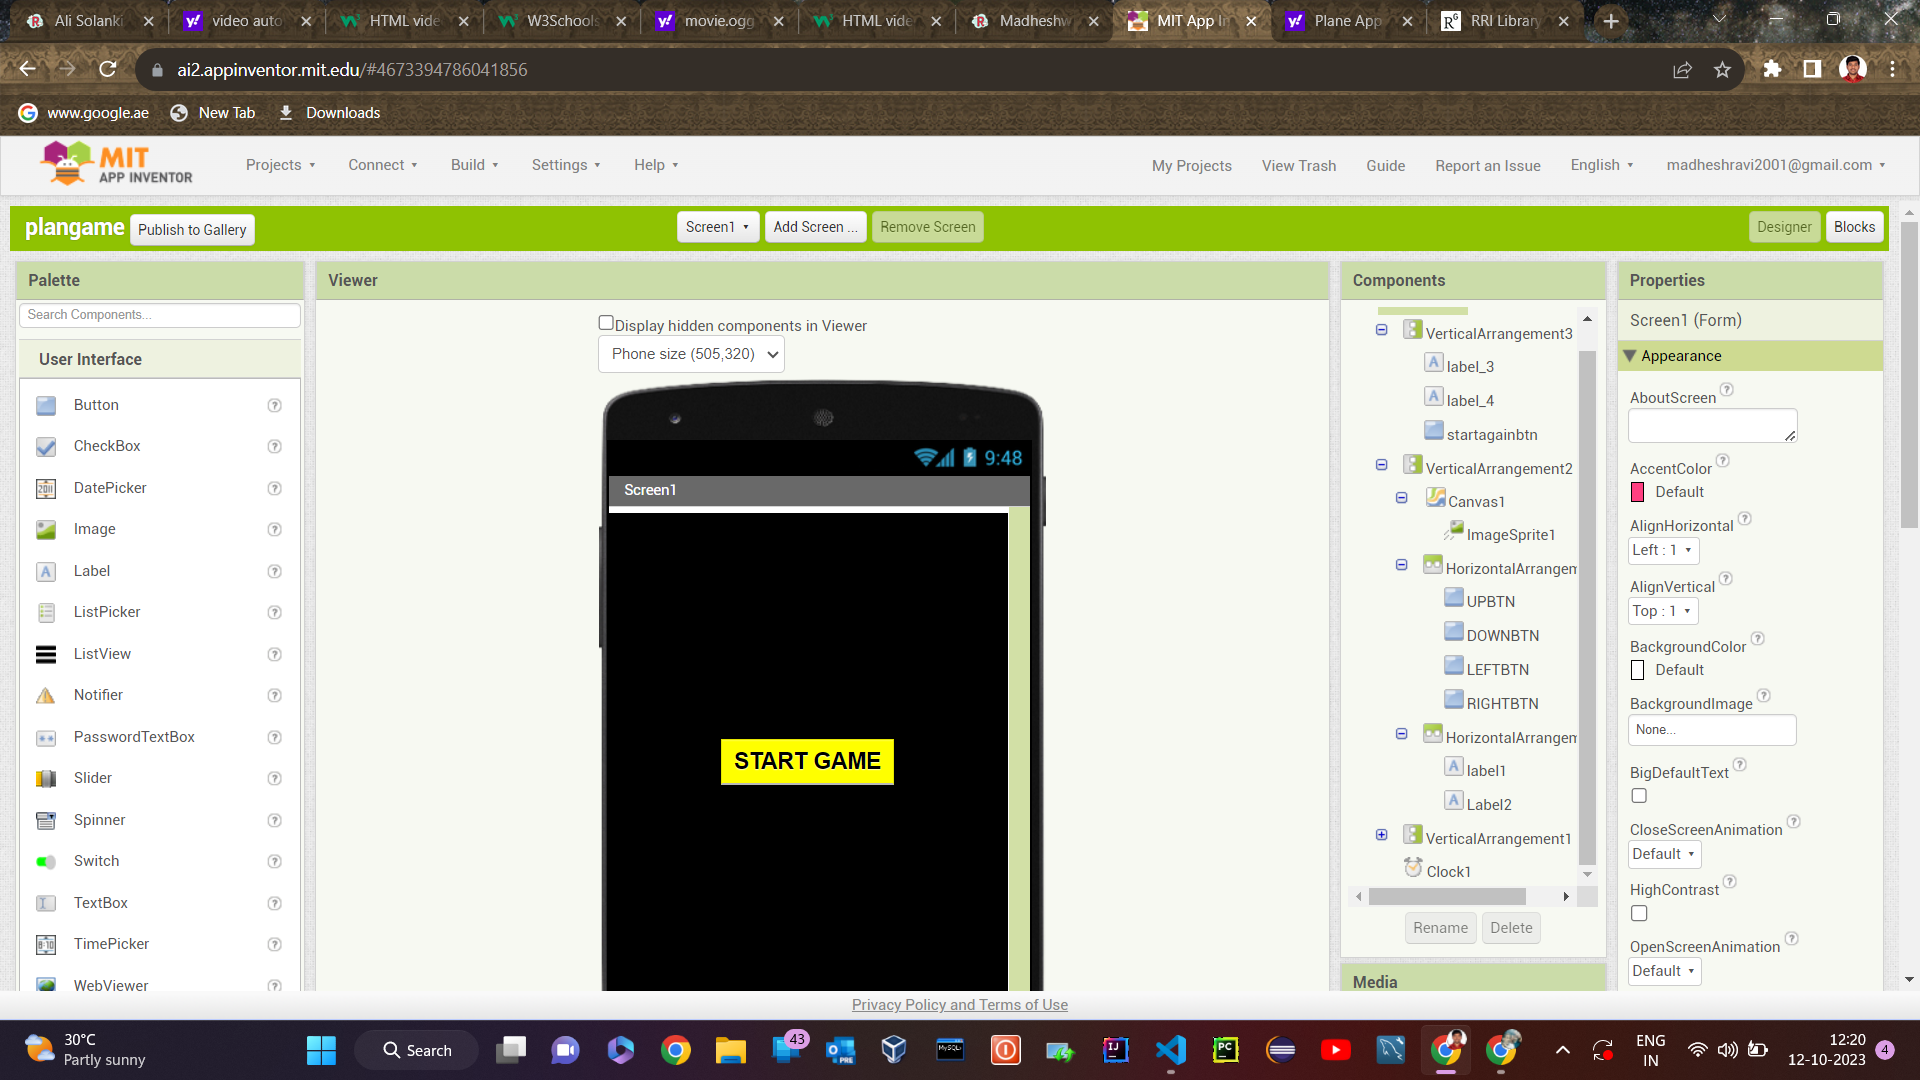 Ali Solanki
video auto
HTML vide
W3Schools
movie.ogg
HTML vide
Madheshw
MIT App In
Plane App
RRI Library
ai2.appinventor.mit.edu/#4673394786041856
www.google.ae
New Tab
Downloads
MIT
APP INVENTOR
Projects
Connect
Build
Settings
Help
My Projects
View Trash
Guide
Report an Issue
English
madheshravi2001@gmail.com
plangame
Publish to Gallery
Screen1
Add Screen ...
Remove Screen
Designer
Blocks
Palette
Search Components...
User Interface
Button
CheckBox
DatePicker
Image
Label
ListPicker
ListView
Notifier
PasswordTextBox
Slider
Spinner
Switch
TextBox
TimePicker
WebViewer
Viewer
Display hidden components in Viewer
Phone size (505,320)
9:48
Screen1
START GAME
Components
VerticalArrangement3
label_3
label_4
startagainbtn
VerticalArrangement2
Canvas1
ImageSprite1
HorizontalArrangem
UPBTN
DOWNBTN
LEFTBTN
RIGHTBTN
HorizontalArrangem
label1
Label2
VerticalArrangement1
Clock1
Rename
Delete
Media
Properties
Screen1 (Form)
Appearance
AboutScreen
AccentColor
Default
AlignHorizontal
Left : 1
AlignVertical
Top : 1
BackgroundColor
Default
BackgroundImage
None...
BigDefaultText
CloseScreenAnimation
Default
HighContrast
OpenScreenAnimation
Default
Privacy Policy and Terms of Use
30°C
Partly sunny
Search
43
PRE
MySQL
IJ
PC
ENG
IN
12:20
12-10-2023
4